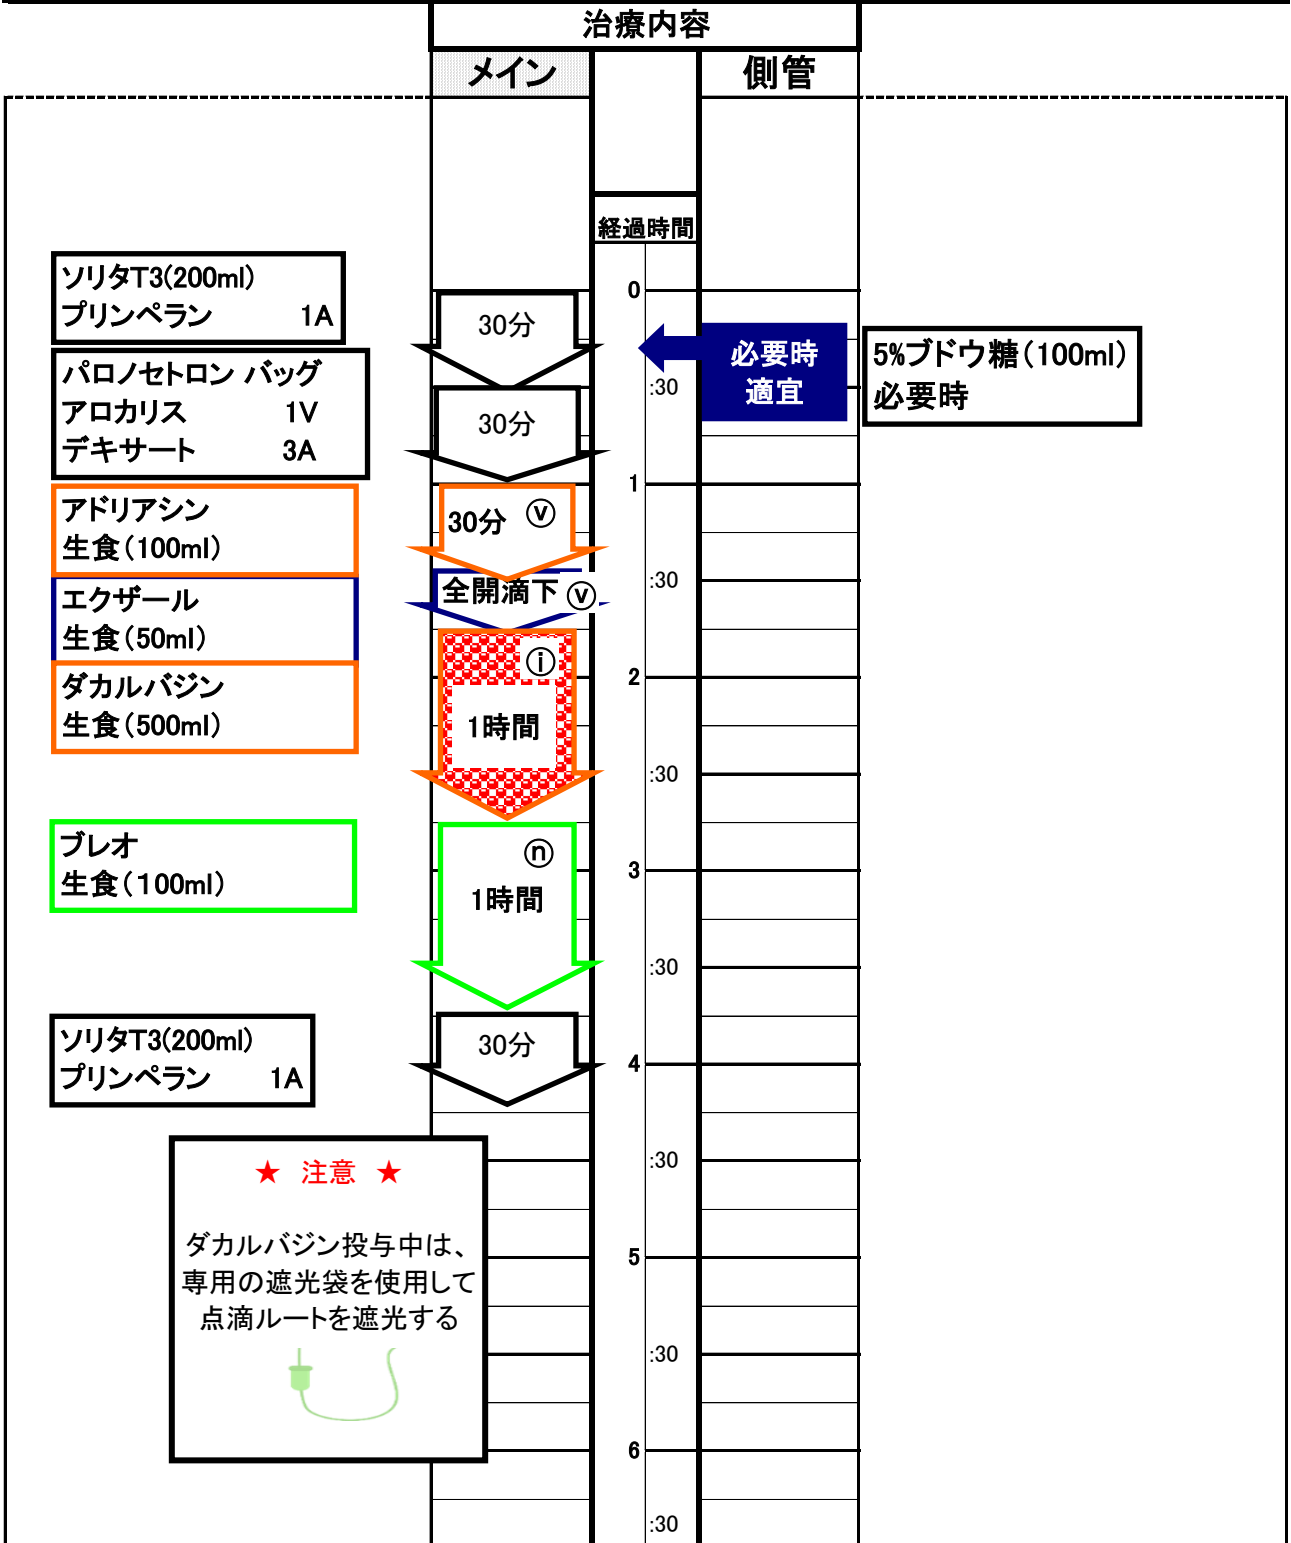 治療内容
メイン
側管
経過時間
ソリタT3(200ml)
プリンペラン 1A
パロノセトロン バッグ
アロカリス 1V
デキサート 3A
アドリアシン
生食(100ml)
エクザール
生食(50ml)
ダカルバジン
生食(500ml)
ブレオ
生食(100ml)
ソリタT3(200ml)
プリンペラン 1A
30分
30分
30分 ⓥ
全開滴下 ⓥ
ⓘ
1時間
ⓝ
1時間
30分
0
:30
1
:30
2
:30
3
:30
4
:30
5
:30
6
:30
必要時
適宜
5%ブドウ糖(100ml)
必要時
★ 注意 ★
ダカルバジン投与中は、
専用の遮光袋を使用して
点滴ルートを遮光する